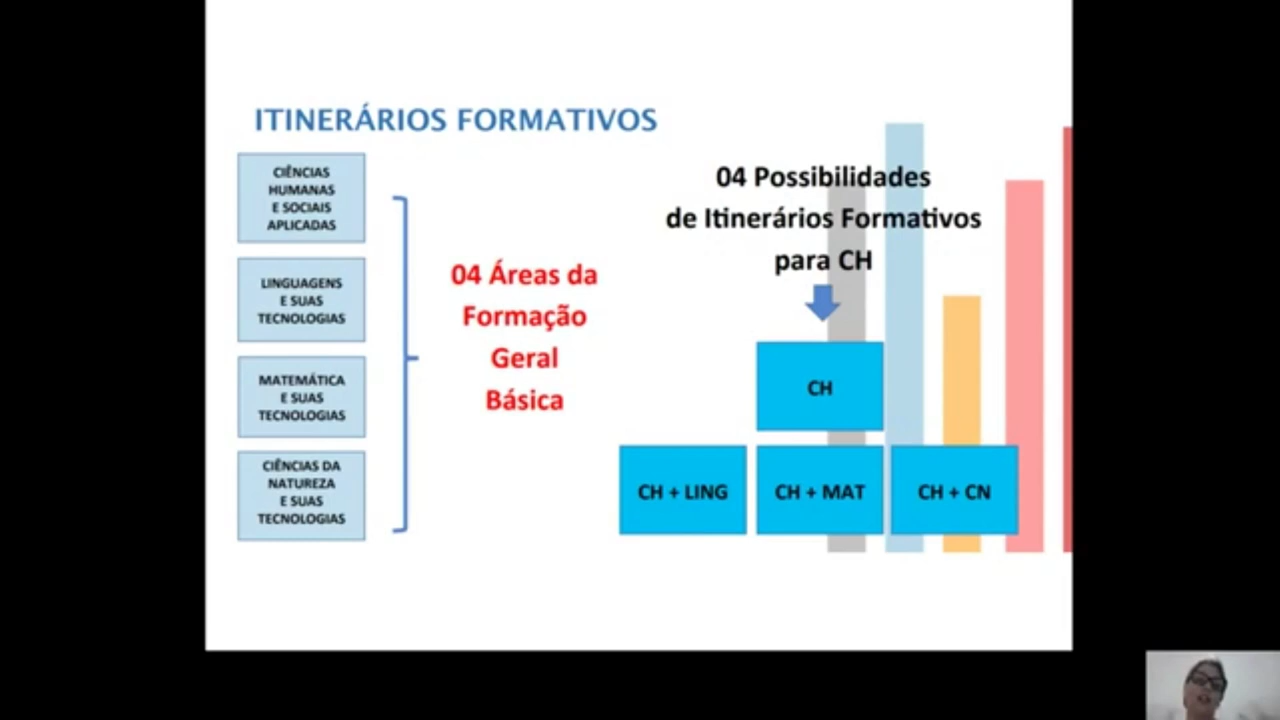 ITINERÁRIOS FORMATIVOS
CIÊNCIAS
HUMANAS
E SOCIAIS
APLICADAS
LINGUAGENS
E SUAS
TECNOLOGIAS
MATEMÁTICA
E SUAS
TECNOLOGIAS
CIÊNCIAS DA
NATUREZA
E SUAS
TECNOLOGIAS
04 Áreas da
Formação
Geral
Básica
04 Possibilidades
de Itinerários Formativos
para CH
CH
CH + LING
CH + MAT
CH + CN